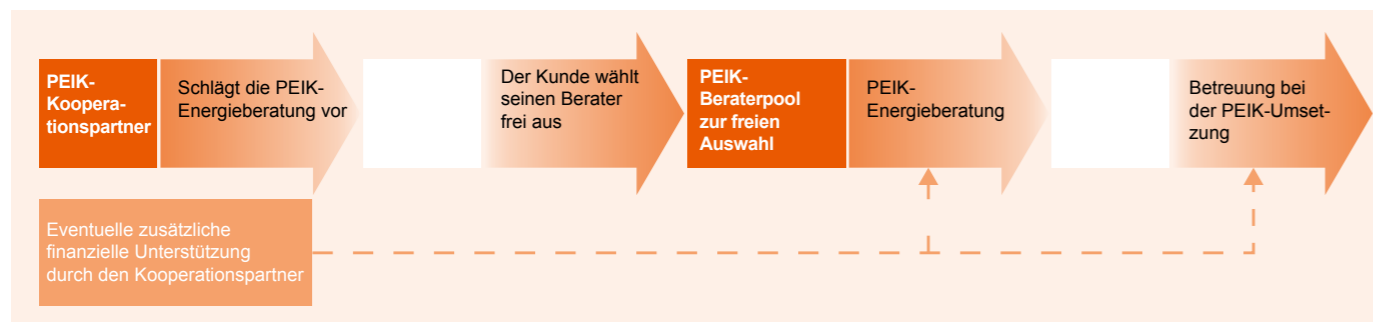 PEIK-
Koopera-
tionspartner
Schlägt die PEIK-
Energieberatung vor
Der Kunde wählt
seinen Berater
frei aus
PEIK-
Beraterpool
zur freien
Auswahl
PEIK-
Energieberatung
Betreuung bei
der PEIK-Umset-
zung
Eventuelle zusätzliche
finanzielle Unterstützung
durch den Kooperationspartner